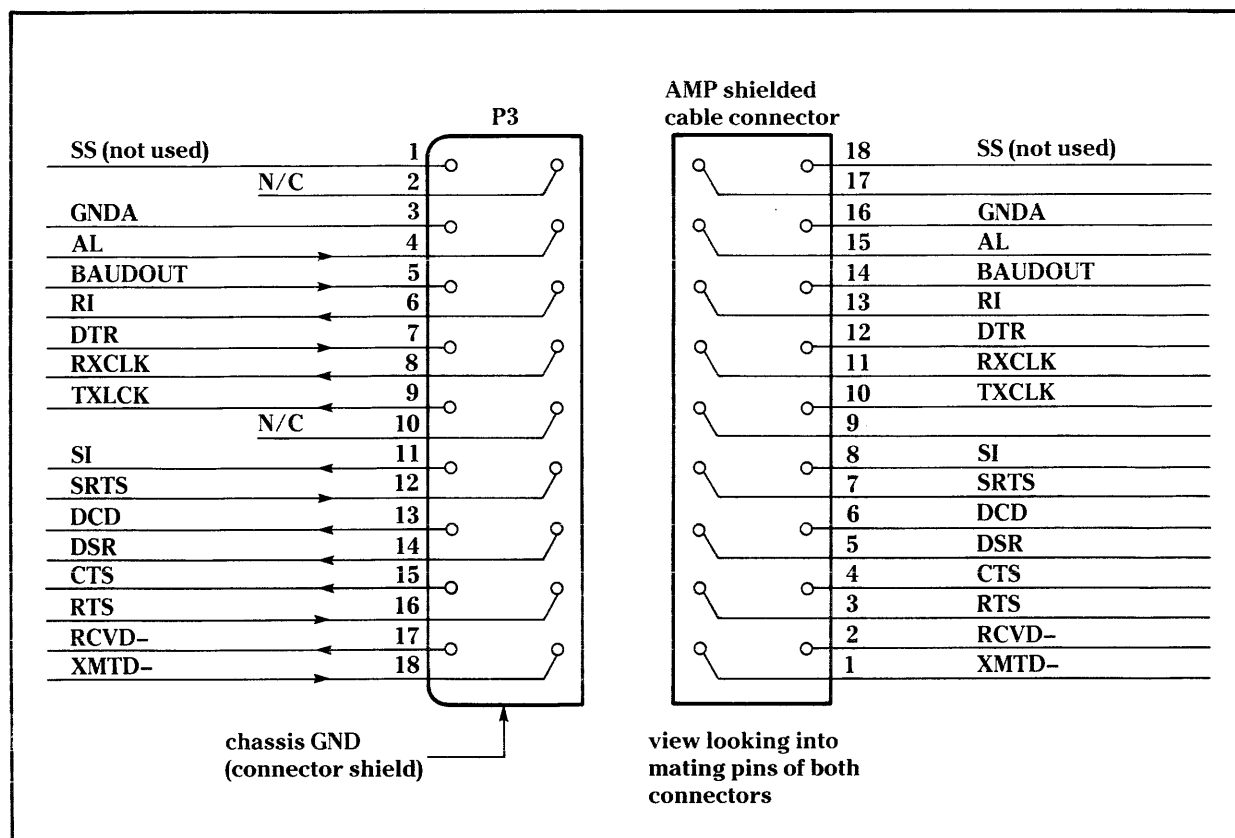 P3
AMP shielded
cable connector
SS (not used) 1
N/C 2
GNDA 3
AL 4
BAUDOUT 5
RI 6
DTR 7
RXCLK 8
TXLCK 9
N/C 10
SI 11
SRTS 12
DCD 13
DSR 14
CTS 15
RTS 16
RCVD– 17
XMTD– 18
18 SS (not used)
17
16 GNDA
15 AL
14 BAUDOUT
13 RI
12 DTR
11 RXCLK
10 TXCLK
9
8 SI
7 SRTS
6 DCD
5 DSR
4 CTS
3 RTS
2 RCVD–
1 XMTD–
chassis GND
(connector shield)
view looking into
mating pins of both
connectors